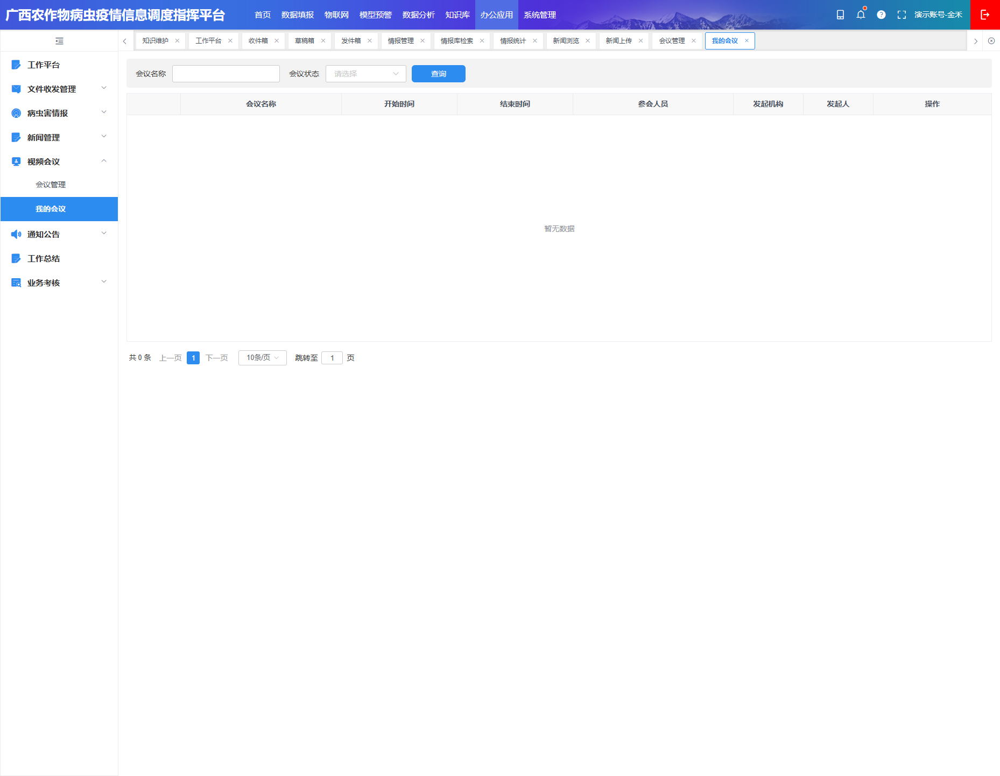 广西农作物病虫疫情信息调度指挥平台
首页 数据填报 物联网 模型预警 数据分析 知识库 办公应用 系统管理
演示账号-金禾
知识维护 工作平台 收件箱 草稿箱 发件箱 情报管理 情报库检索 情报统计 新闻浏览 新闻上传 会议管理 我的会议
工作平台
文件收发管理
病虫害情报
新闻管理
视频会议
会议管理
我的会议
通知公告
工作总结
业务考核
会议名称 会议状态 请选择 查询
会议名称 开始时间 结束时间 参会人员 发起机构 发起人 操作
暂无数据
共 0 条 上一页 1 下一页 10条/页 跳转至 1 页